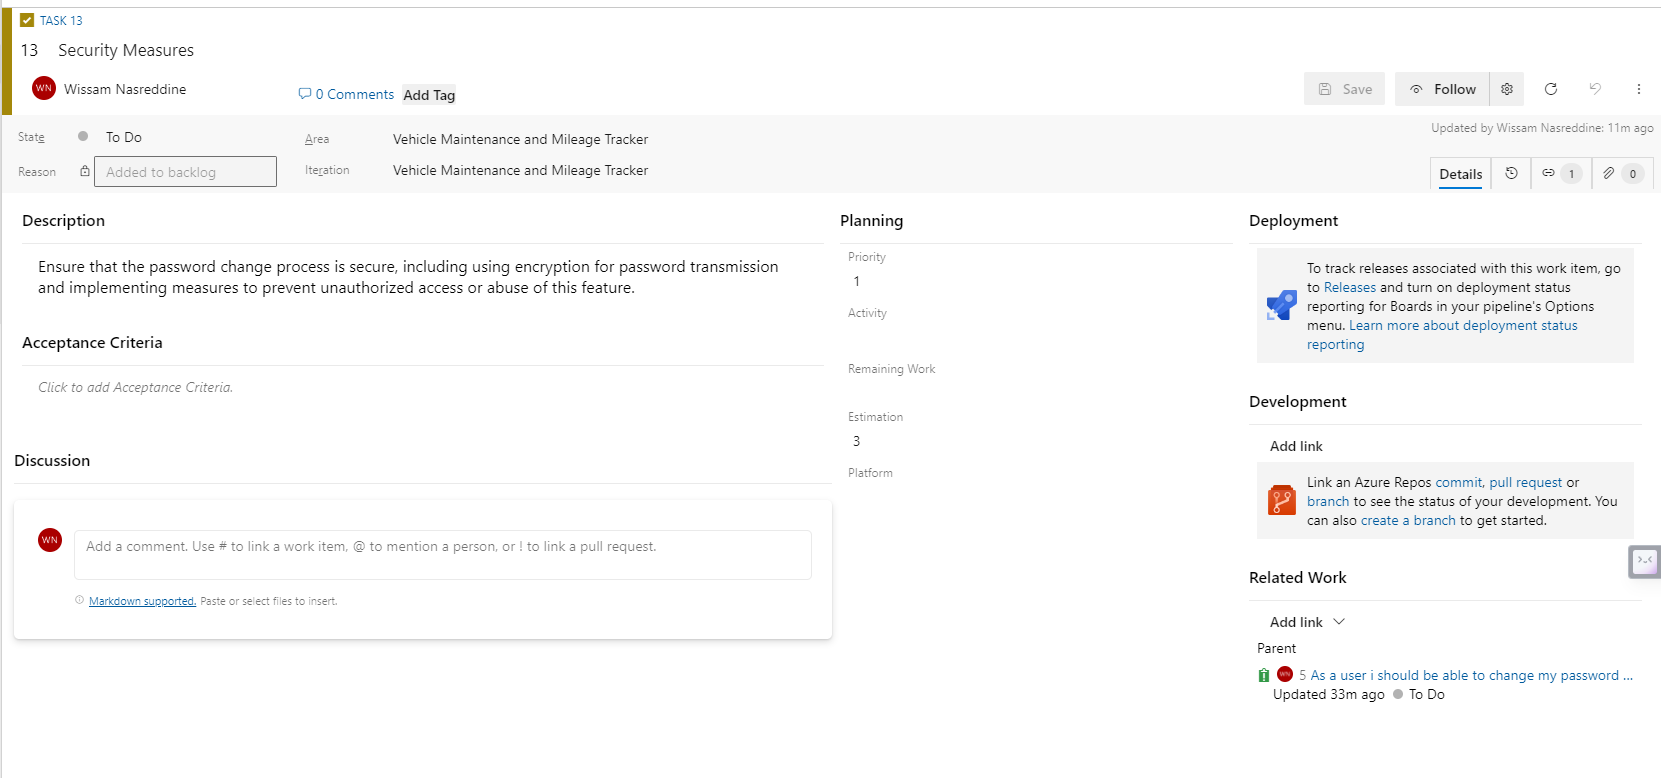 TASK 13
13 Security Measures
WN Wissam Nasreddine
0 Comments Add Tag
Save Follow
State To Do
Area Vehicle Maintenance and Mileage Tracker
Updated by Wissam Nasreddine: 11m ago
Reason Added to backlog
Iteration Vehicle Maintenance and Mileage Tracker
Details 1 0
Description
Ensure that the password change process is secure, including using encryption for password transmission
and implementing measures to prevent unauthorized access or abuse of this feature.
Acceptance Criteria
Click to add Acceptance Criteria.
Discussion
WN
Add a comment. Use # to link a work item, @ to mention a person, or ! to link a pull request.
Markdown supported. Paste or select files to insert.
Planning
Priority
1
Activity
Remaining Work
Estimation
3
Platform
Deployment
To track releases associated with this work item, go
to Releases and turn on deployment status
reporting for Boards in your pipeline's Options
menu. Learn more about deployment status
reporting
Development
Add link
Link an Azure Repos commit, pull request or
branch to see the status of your development. You
can also create a branch to get started.
Related Work
Add link
Parent
WN 5 As a user i should be able to change my password ...
Updated 33m ago To Do